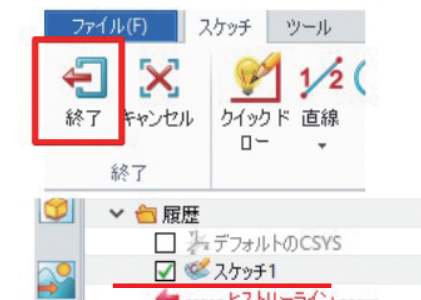 ファイル(F) スケッチ ツール
終了 キャンセル クイックド
ロー 直線
終了
履歴
デフォルトのCSYS
スケッチ1
ヒストリーライン